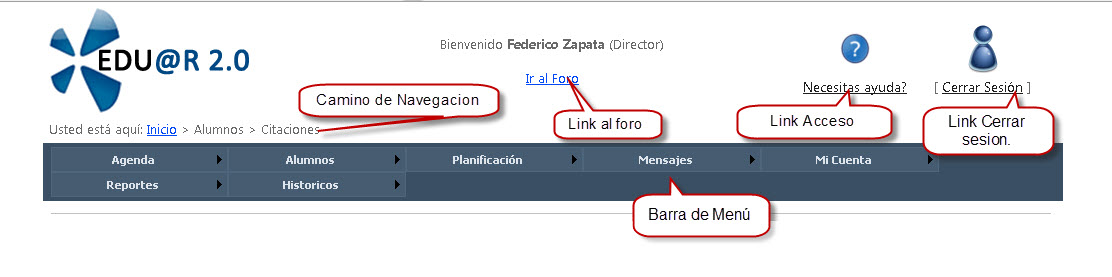 EDU@R 2.0
Bienvenido Federico Zapata (Director)
Ir al Foro
Necesitas ayuda?
[ Cerrar Sesión ]
Camino de Navegacion
Link al foro
Link Acceso
Link Cerrar
sesion.
Usted está aquí: Inicio > Alumnos > Citaciones
Agenda
Alumnos
Planificación
Mensajes
Mi Cuenta
Reportes
Historicos
Barra de Menú